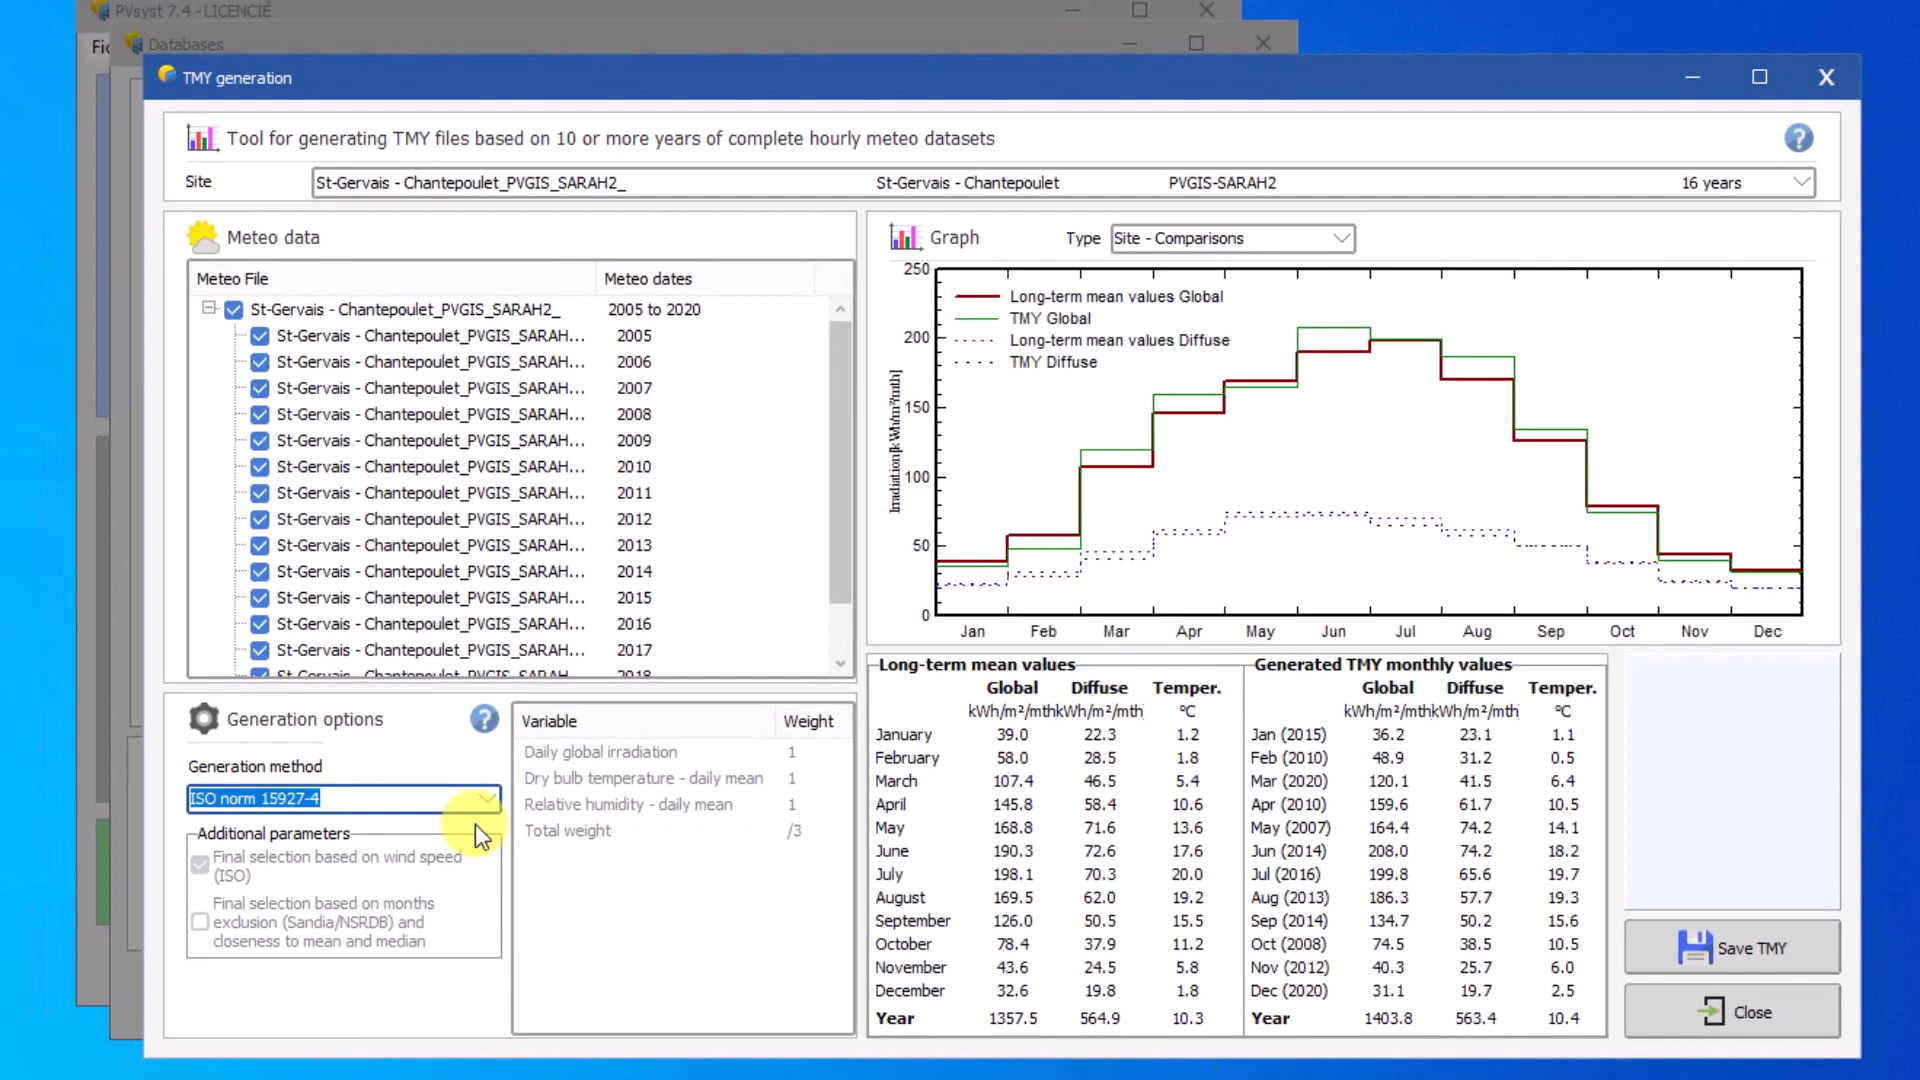 PVsyst 7.4 - LICENCIÉ
Fic
Databases
TMY generation
Tool for generating TMY files based on 10 or more years of complete hourly meteo datasets
Site St-Gervais - Chantepoulet_PVGIS_SARAH2_ St-Gervais - Chantepoulet PVGIS-SARAH2 16 years
Meteo data
Meteo File Meteo dates
St-Gervais - Chantepoulet_PVGIS_SARAH2_ 2005 to 2020
St-Gervais - Chantepoulet_PVGIS_SARAH... 2005
St-Gervais - Chantepoulet_PVGIS_SARAH... 2006
St-Gervais - Chantepoulet_PVGIS_SARAH... 2007
St-Gervais - Chantepoulet_PVGIS_SARAH... 2008
St-Gervais - Chantepoulet_PVGIS_SARAH... 2009
St-Gervais - Chantepoulet_PVGIS_SARAH... 2010
St-Gervais - Chantepoulet_PVGIS_SARAH... 2011
St-Gervais - Chantepoulet_PVGIS_SARAH... 2012
St-Gervais - Chantepoulet_PVGIS_SARAH... 2013
St-Gervais - Chantepoulet_PVGIS_SARAH... 2014
St-Gervais - Chantepoulet_PVGIS_SARAH... 2015
St-Gervais - Chantepoulet_PVGIS_SARAH... 2016
St-Gervais - Chantepoulet_PVGIS_SARAH... 2017
St-Gervais - Chantepoulet_PVGIS_SARAH... 2018
Generation options
Generation method
ISO norm 15927-4
Additional parameters
Final selection based on wind speed
(ISO)
Final selection based on months
exclusion (Sandia/NSRDB) and
closeness to mean and median
Variable Weight
Daily global irradiation 1
Dry bulb temperature - daily mean 1
Relative humidity - daily mean 1
Total weight /3
Graph Type Site - Comparisons
Long-term mean values Global
TMY Global
Long-term mean values Diffuse
TMY Diffuse
Irradiation[kWh/m²/mth]
250
200
150
100
50
0
Jan Feb Mar Apr May Jun Jul Aug Sep Oct Nov Dec
Long-term mean values
Global Diffuse Temper.
kWh/m²/mth kWh/m²/mth °C
January 39.0 22.3 1.2
February 58.0 28.5 1.8
March 107.4 46.5 5.4
April 145.8 58.4 10.6
May 168.8 71.6 13.6
June 190.3 72.6 17.6
July 198.1 70.3 20.0
August 169.5 62.0 19.2
September 126.0 50.5 15.5
October 78.4 37.9 11.2
November 43.6 24.5 5.8
December 32.6 19.8 1.8
Year 1357.5 564.9 10.3
Generated TMY monthly values
Global Diffuse Temper.
kWh/m²/mth kWh/m²/mth °C
Jan (2015) 36.2 23.1 1.1
Feb (2010) 48.9 31.2 0.5
Mar (2020) 120.1 41.5 6.4
Apr (2010) 159.6 61.7 10.5
May (2007) 164.4 74.2 14.1
Jun (2014) 208.0 74.2 18.2
Jul (2016) 199.8 65.6 19.7
Aug (2013) 186.3 57.7 19.3
Sep (2014) 134.7 50.2 15.6
Oct (2008) 74.5 38.5 10.5
Nov (2012) 40.3 25.7 6.0
Dec (2020) 31.1 19.7 2.5
Year 1403.8 563.4 10.4
Save TMY
Close